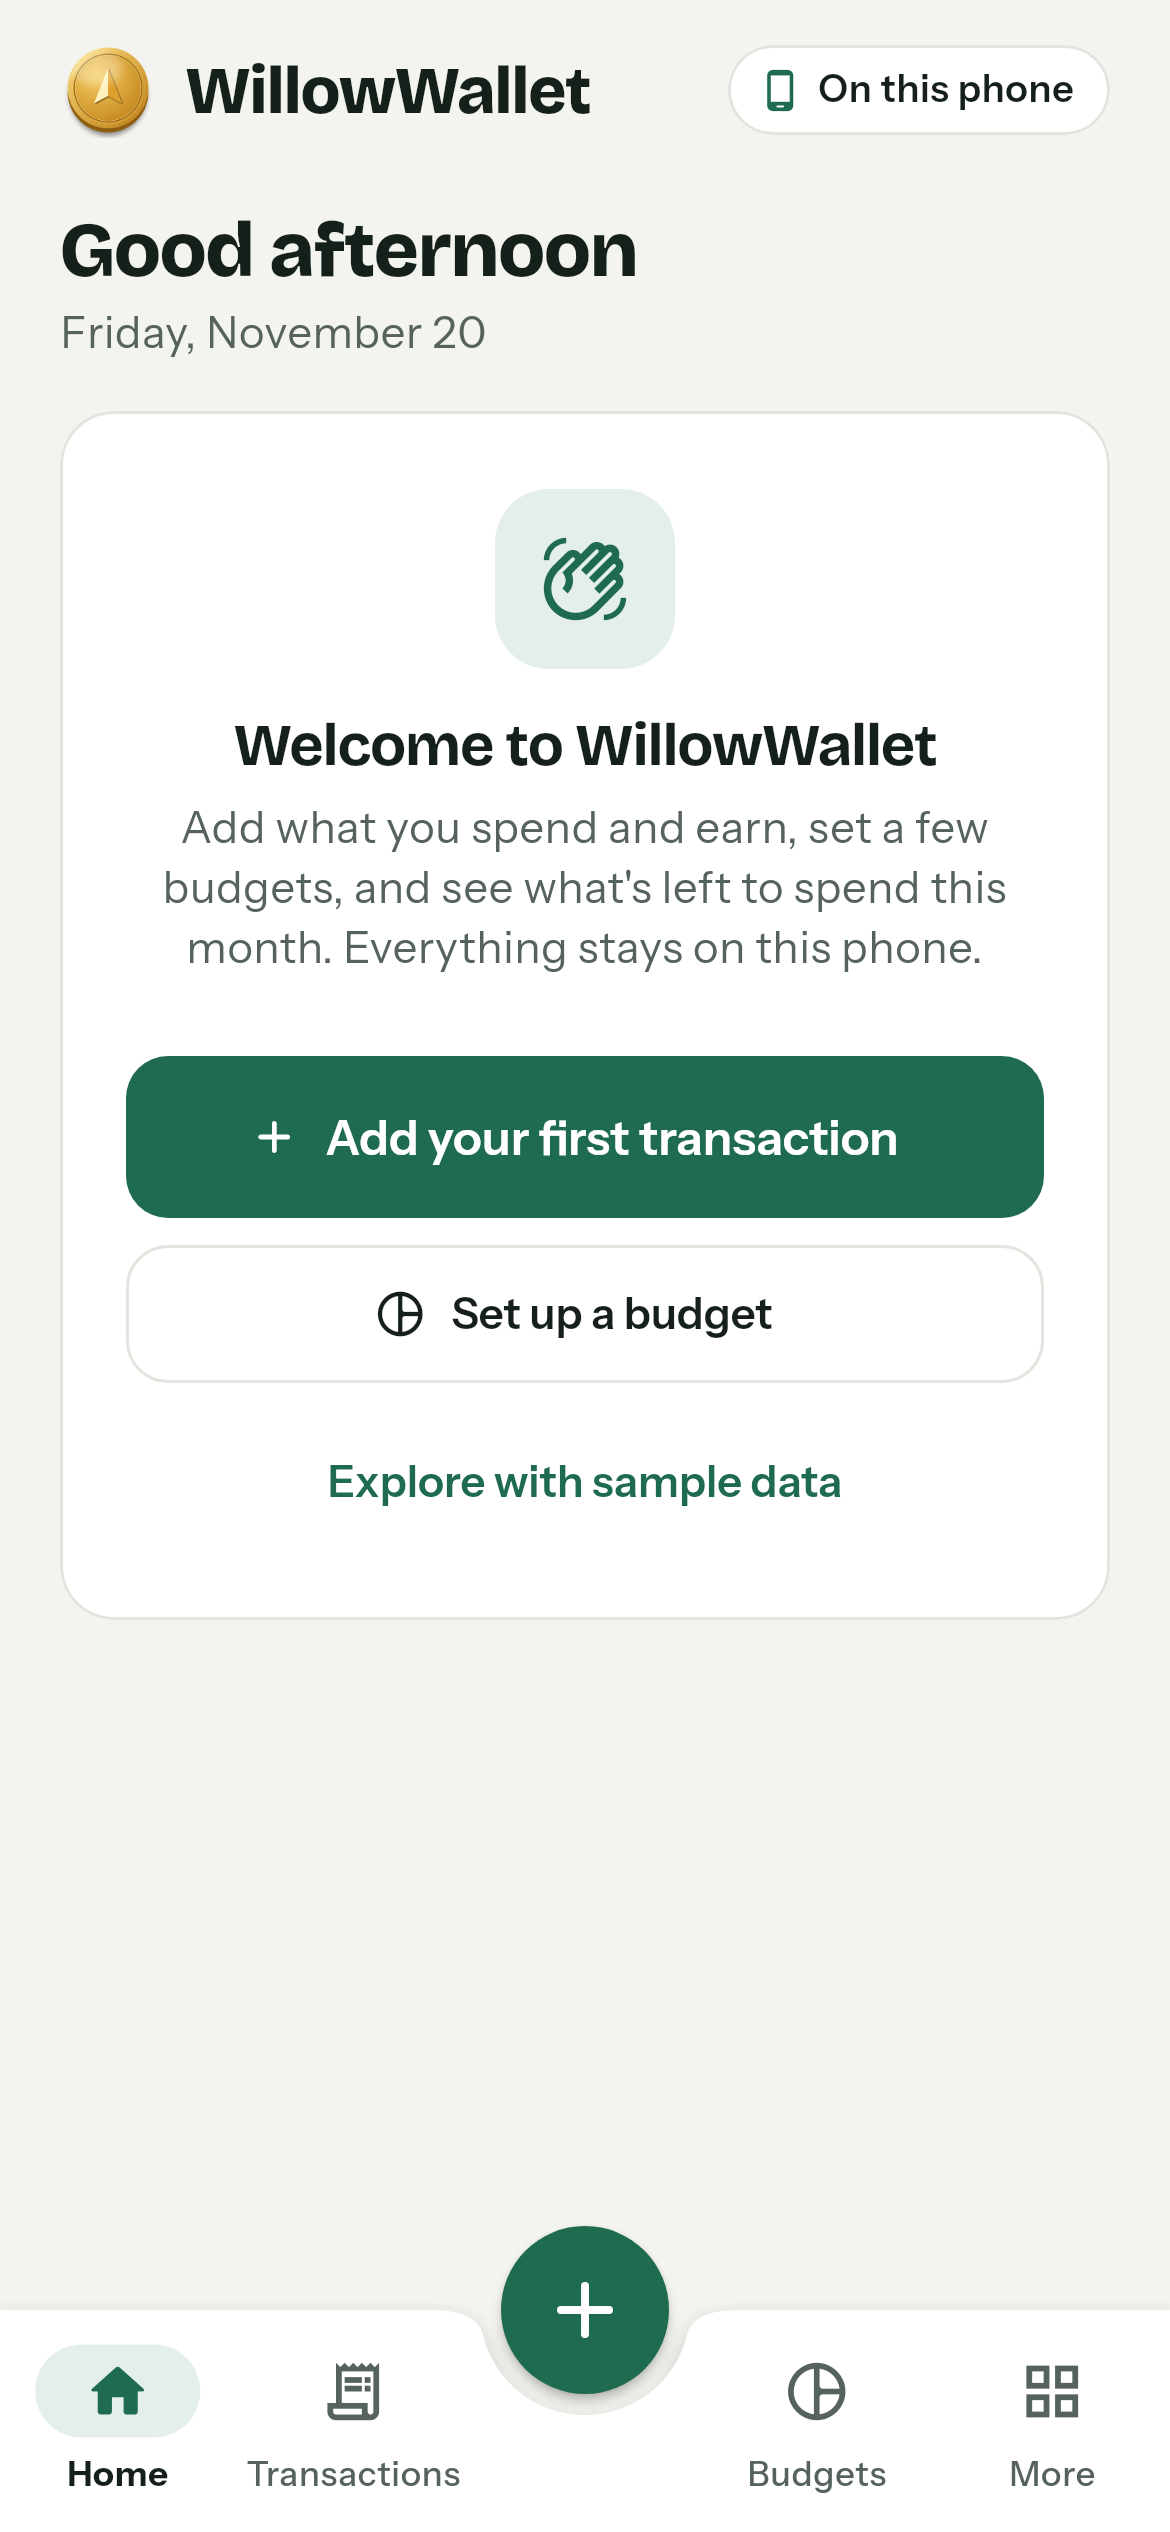 WillowWallet
On this phone
Good afternoon
Friday, November 20
Welcome to WillowWallet
Add what you spend and earn, set a few
budgets, and see what's left to spend this
month. Everything stays on this phone.
Add your first transaction
Set up a budget
Explore with sample data
Home
Transactions
Budgets
More